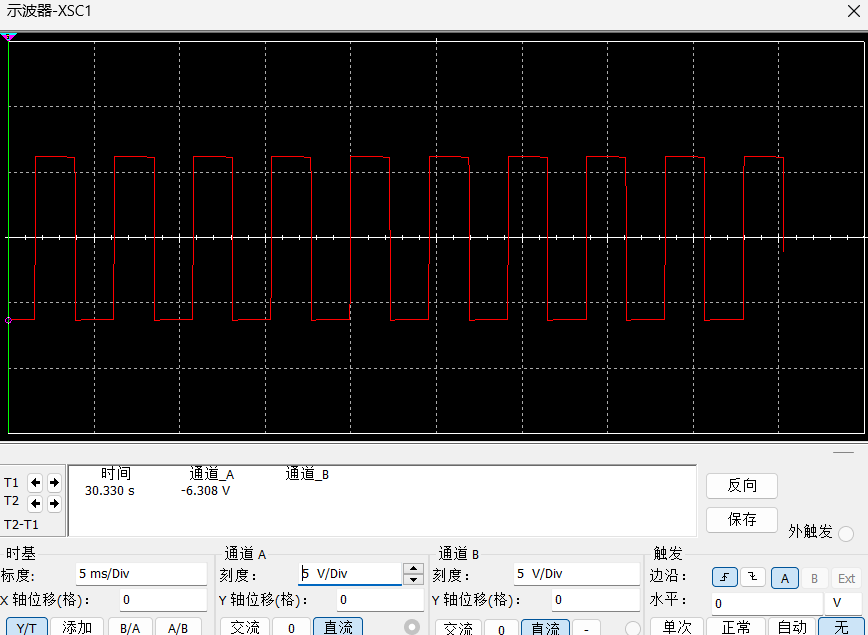 示波器-XSC1
T1
时间 通道_A 通道_B
30.330 s -6.308 V
T2
T2-T1
反向
保存
外触发
时基
标度: 5 ms/Div
X 轴位移(格): 0
Y/T 添加 B/A A/B
通道 A
刻度: 5 V/Div
Y 轴位移(格): 0
交流 0 直流
通道 B
刻度: 5 V/Div
Y 轴位移(格): 0
交流 0 直流 -
触发
边沿: A B Ext
水平: 0 V
单次 正常 自动 无